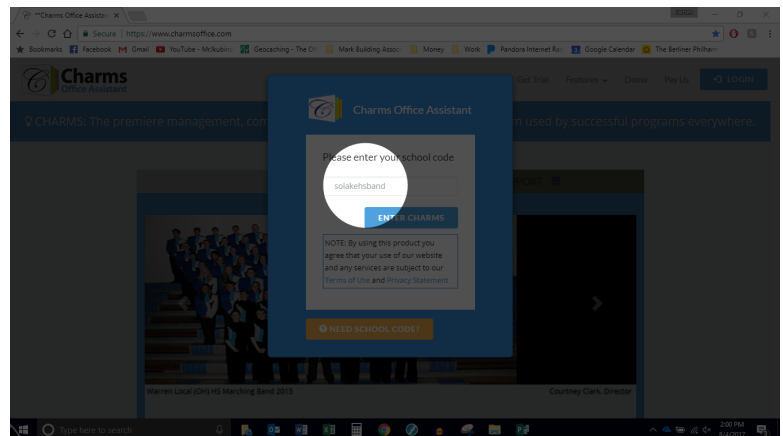 **Charms Office Assistan
Secure | https://www.charmsoffice.com
Bookmarks Facebook Gmail YouTube - MrJkubins Geocaching - The Of Mark Building Assoc Money Work Pandora Internet Rad Google Calendar The Berliner Philharm
Charms
Office Assistant
Get Trial Features Demo Pay Us LOGIN
CHARMS: The premiere management, com
m used by successful programs everywhere.
Charms Office Assistant
Please enter your school code
solakehsband
ENTER CHARMS
NOTE: By using this product you
agree that your use of our website
and any services are subject to our
Terms of Use and Privacy Statement
NEED SCHOOL CODE?
PORT
Warren Local (OH) HS Marching Band 2015
Courtney Clark, Director
Type here to search
2:00 PM
8/4/2017